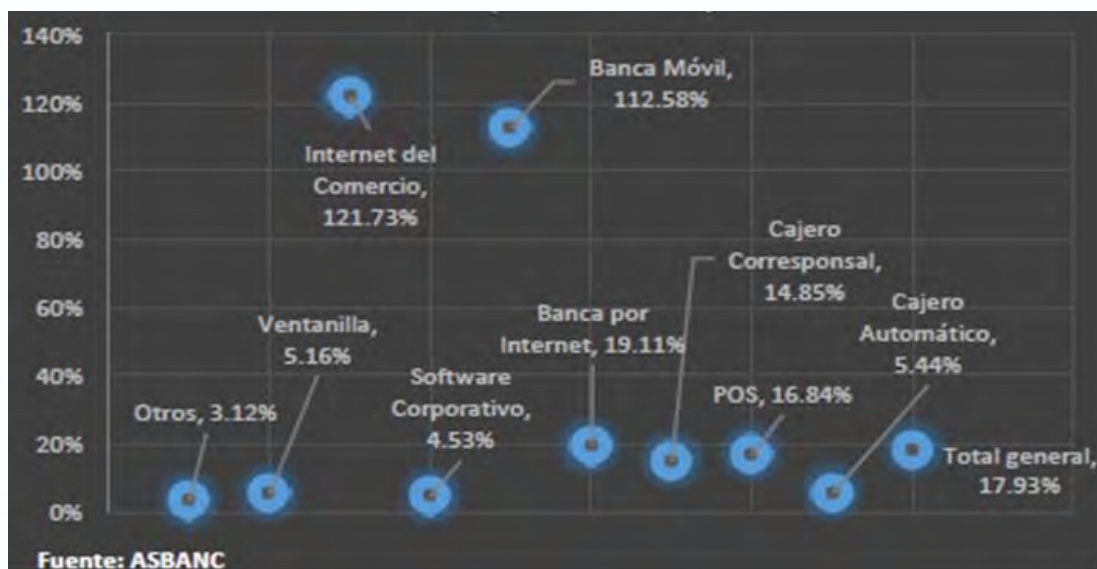 140%
120%
100%
80%
60%
40%
20%
0%
Banca Móvil,
112.58%
Internet del
Comercio,
121.73%
Cajero
Corresponsal,
14.85%
Cajero
Automático,
5.44%
Banca por
Internet, 19.11%
Ventanilla,
5.16%
Software
Corporativo,
4.53%
Otros, 3.12%
POS, 16.84%
Total general,
17.93%
Fuente: ASBANC